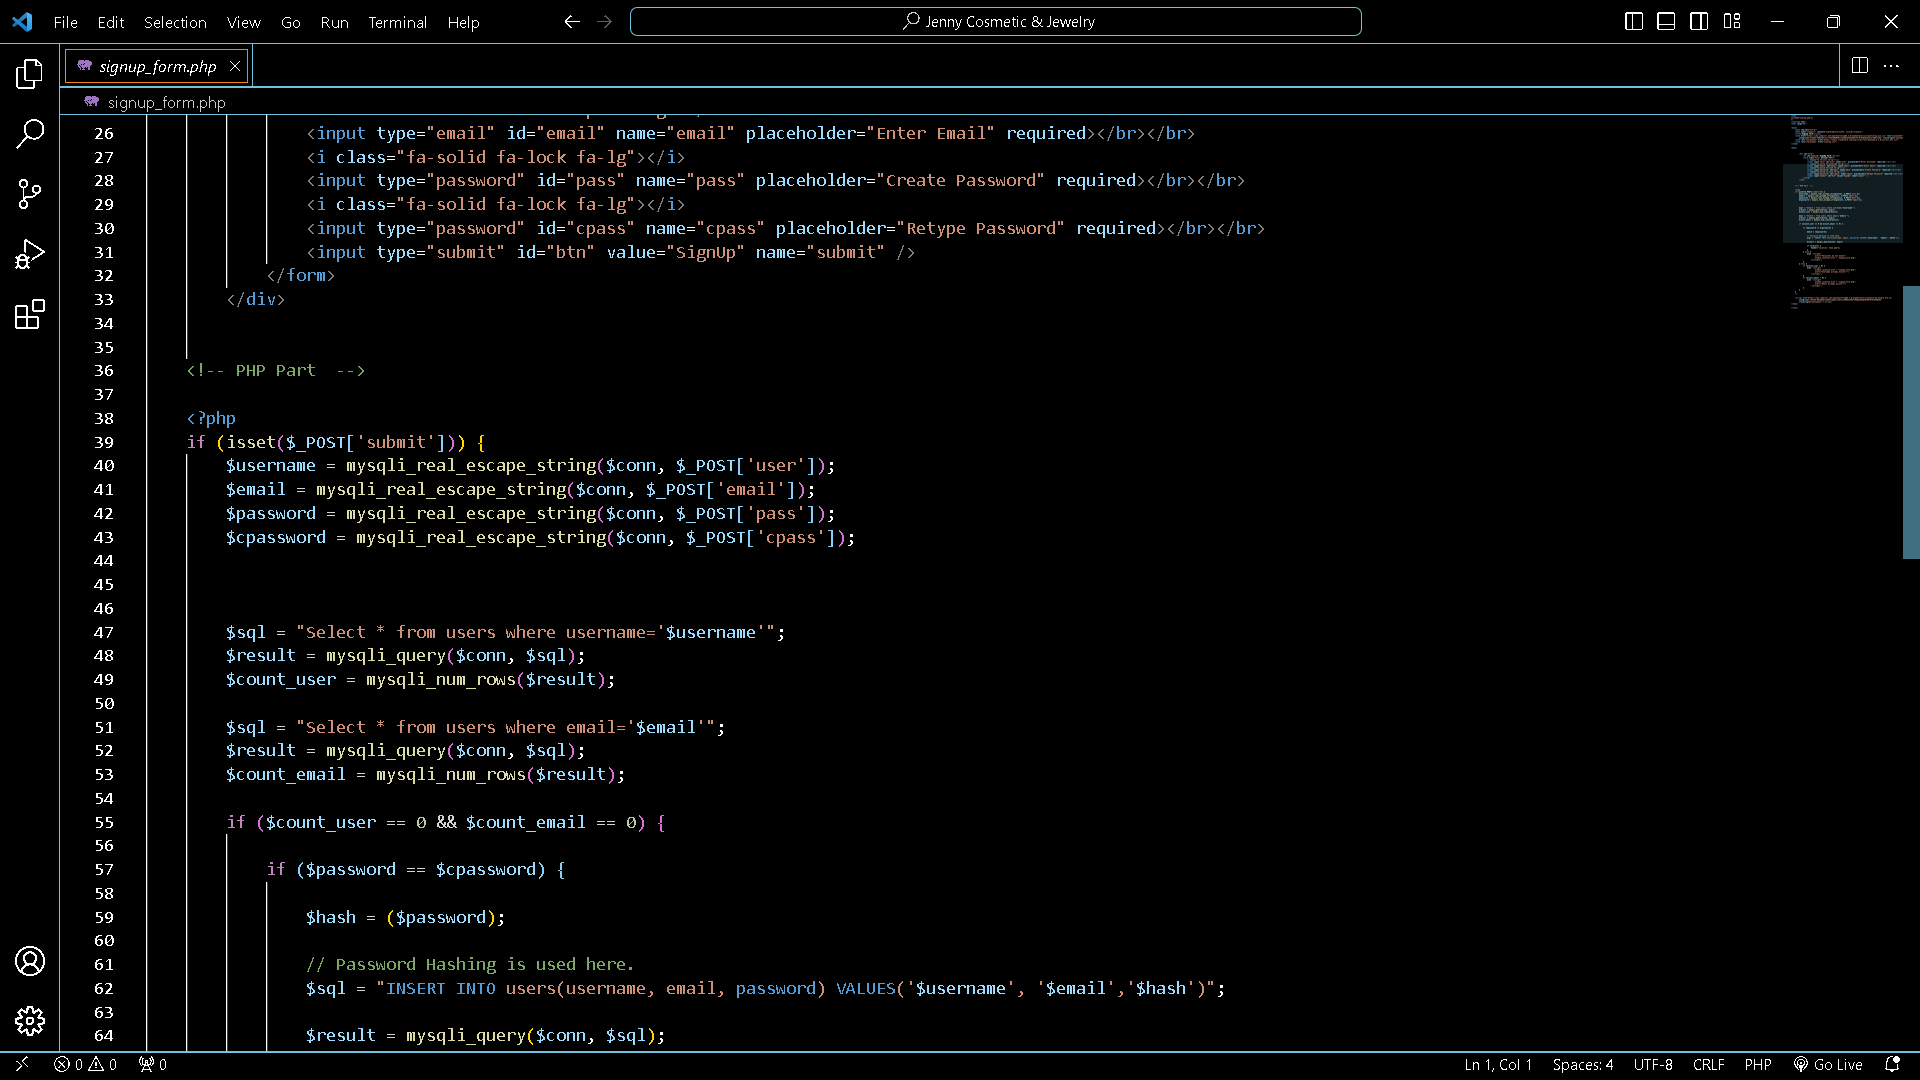 File Edit Selection View Go Run Terminal Help
Jenny Cosmetic & Jewelry
signup_form.php
signup_form.php
26 <input type="email" id="email" name="email" placeholder="Enter Email" required></br></br>
27 <i class="fa-solid fa-lock fa-lg"></i>
28 <input type="password" id="pass" name="pass" placeholder="Create Password" required></br></br>
29 <i class="fa-solid fa-lock fa-lg"></i>
30 <input type="password" id="cpass" name="cpass" placeholder="Retype Password" required></br></br>
31 <input type="submit" id="btn" value="SignUp" name="submit" />
32 </form>
33 </div>
34
35
36 <!-- PHP Part  -->
37
38 <?php
39 if (isset($_POST['submit'])) {
40 $username = mysqli_real_escape_string($conn, $_POST['user']);
41 $email = mysqli_real_escape_string($conn, $_POST['email']);
42 $password = mysqli_real_escape_string($conn, $_POST['pass']);
43 $cpassword = mysqli_real_escape_string($conn, $_POST['cpass']);
44
45
46
47 $sql = "Select * from users where username='$username'";
48 $result = mysqli_query($conn, $sql);
49 $count_user = mysqli_num_rows($result);
50
51 $sql = "Select * from users where email='$email'";
52 $result = mysqli_query($conn, $sql);
53 $count_email = mysqli_num_rows($result);
54
55 if ($count_user == 0 && $count_email == 0) {
56
57 if ($password == $cpassword) {
58
59 $hash = ($password);
60
61 // Password Hashing is used here.
62 $sql = "INSERT INTO users(username, email, password) VALUES('$username', '$email','$hash')";
63
64 $result = mysqli_query($conn, $sql);
0 0 0 Ln 1, Col 1 Spaces: 4 UTF-8 CRLF PHP Go Live